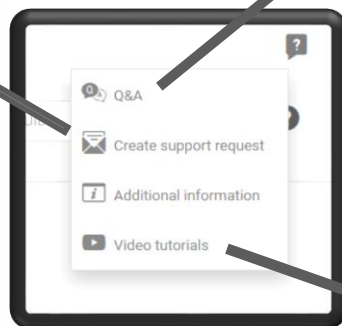 ?
Q&A
Create support request
Additional information
Video tutorials